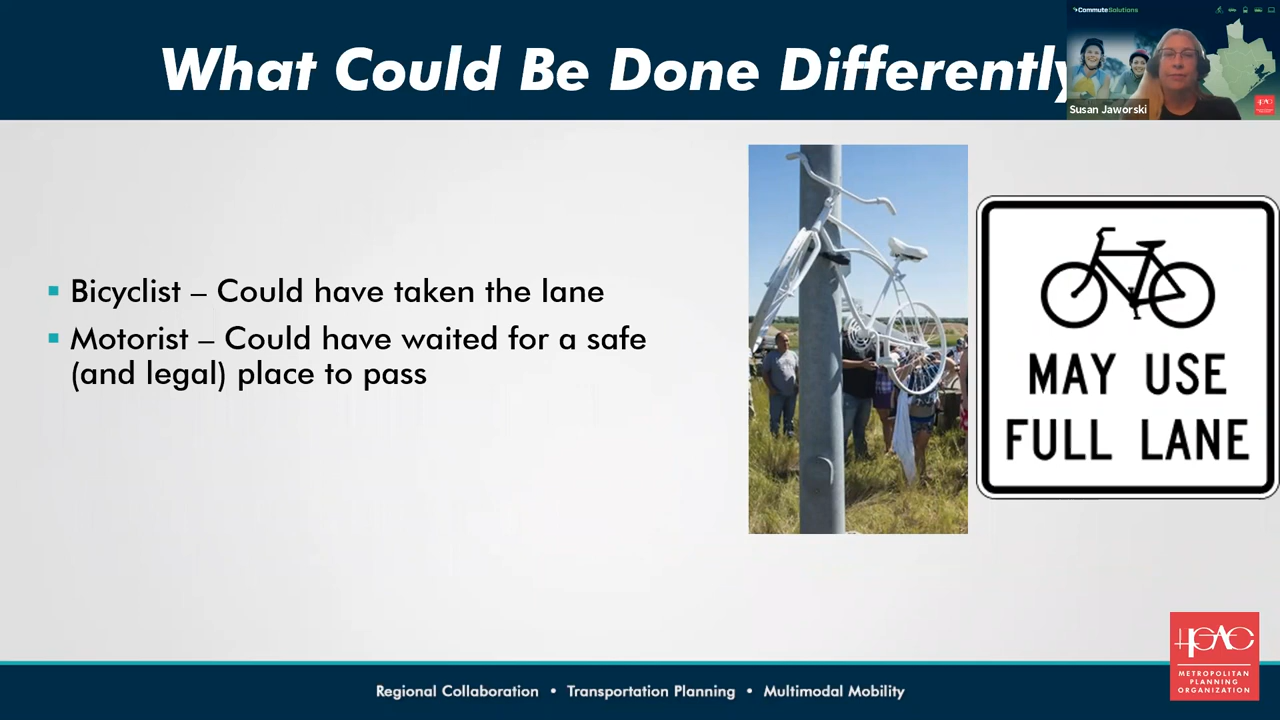 What Could Be Done Differently
CommuteSolutions
Susan Jaworski
▪ Bicyclist – Could have taken the lane
▪ Motorist – Could have waited for a safe
(and legal) place to pass
MAY USE
FULL LANE
HGAC
METROPOLITAN
PLANNING
ORGANIZATION
Regional Collaboration • Transportation Planning • Multimodal Mobility